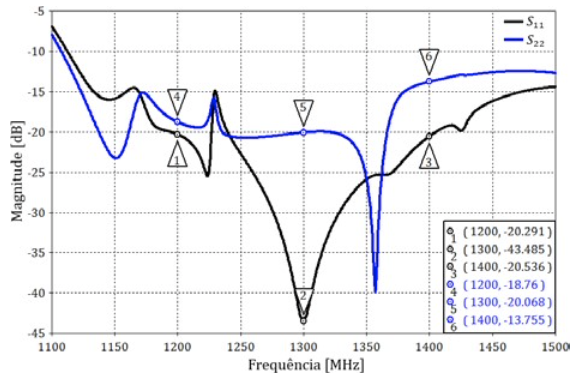 -5
-10
-15
-20
-25
-30
-35
-40
-45
Magnitude [dB]
1100
1150
1200
1250
1300
1350
1400
1450
1500
Frequência [MHz]
S₁₁
S₂₂
4
1
5
2
6
3
1 (1200, -20.291)
2 (1300, -43.485)
3 (1400, -20.536)
4 (1200, -18.76)
5 (1300, -20.068)
6 (1400, -13.755)